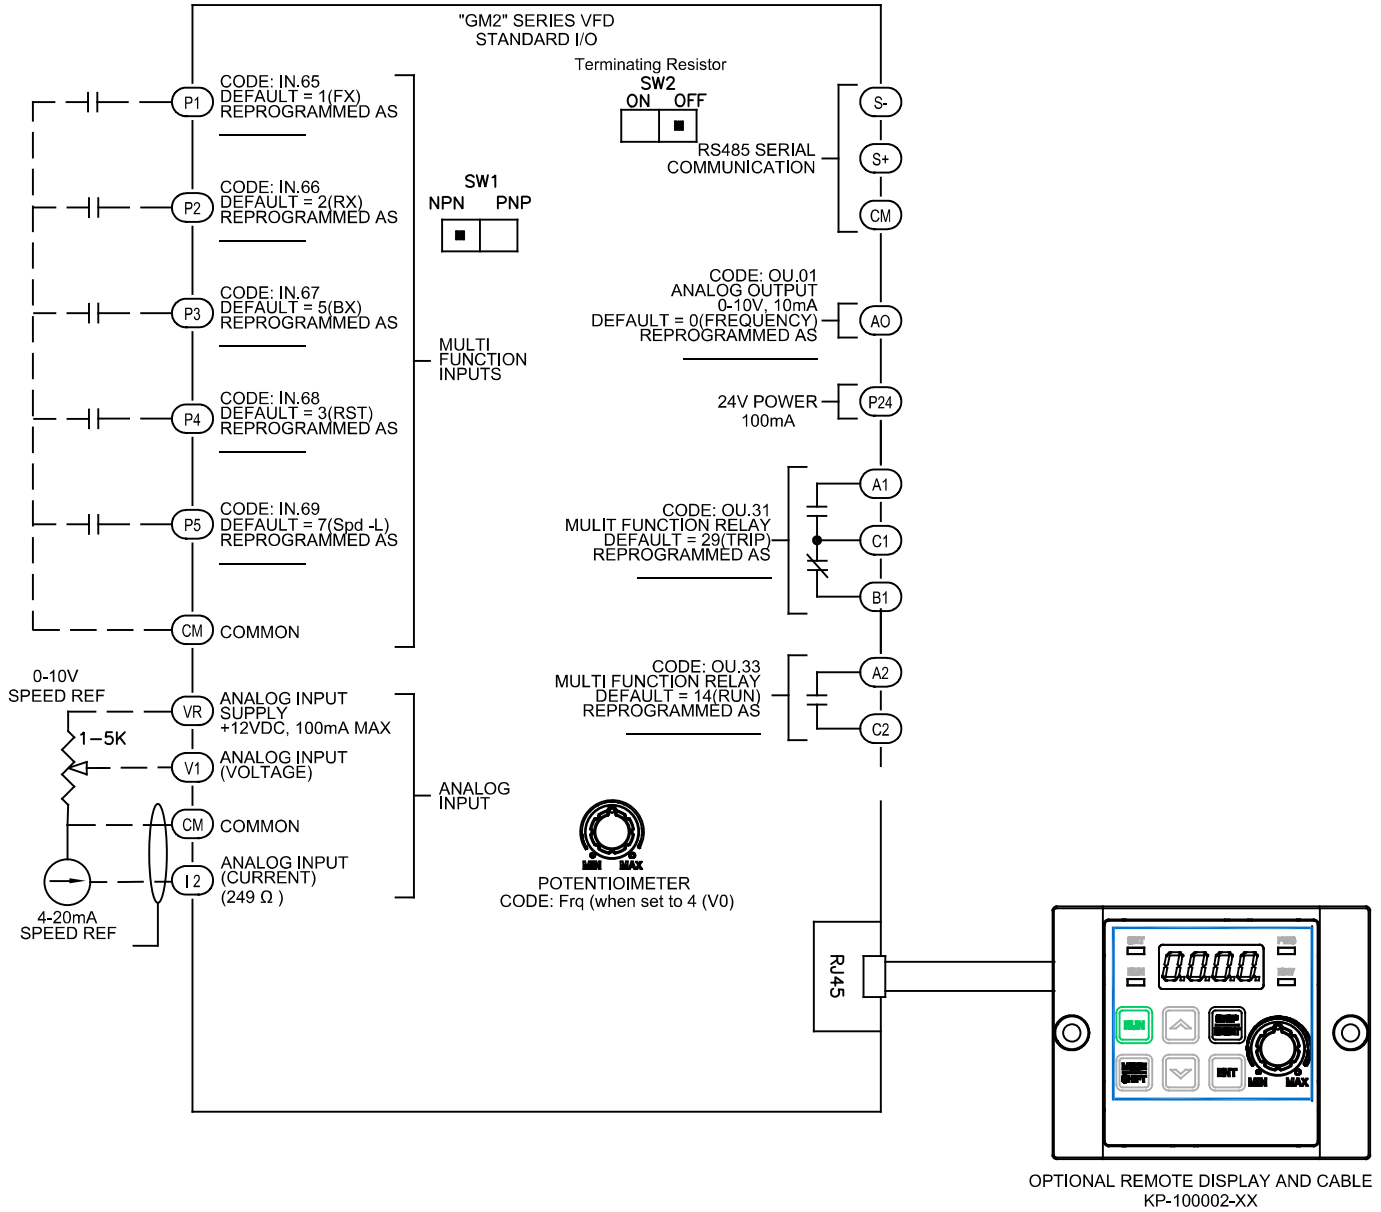 "GM2" SERIES VFD
STANDARD I/O
Terminating Resistor
SW2
ON OFF
P1
CODE: IN.65
DEFAULT = 1(FX)
REPROGRAMMED AS
P2
CODE: IN.66
DEFAULT = 2(RX)
REPROGRAMMED AS
P3
CODE: IN.67
DEFAULT = 5(BX)
REPROGRAMMED AS
P4
CODE: IN.68
DEFAULT = 3(RST)
REPROGRAMMED AS
P5
CODE: IN.69
DEFAULT = 7(Spd -L)
REPROGRAMMED AS
CM
COMMON
MULTI
FUNCTION
INPUTS
SW1
NPN PNP
0-10V
SPEED REF
1-5K
VR
ANALOG INPUT
SUPPLY
+12VDC, 100mA MAX
V1
ANALOG INPUT
(VOLTAGE)
CM
COMMON
I2
ANALOG INPUT
(CURRENT)
(249 Ω )
4-20mA
SPEED REF
ANALOG
INPUT
RS485 SERIAL
COMMUNICATION
S-
S+
CM
CODE: OU.01
ANALOG OUTPUT
0-10V, 10mA
DEFAULT = 0(FREQUENCY)
REPROGRAMMED AS
AO
24V POWER
100mA
P24
CODE: OU.31
MULIT FUNCTION RELAY
DEFAULT = 29(TRIP)
REPROGRAMMED AS
A1
C1
B1
CODE: OU.33
MULTI FUNCTION RELAY
DEFAULT = 14(RUN)
REPROGRAMMED AS
A2
C2
MIN MAX
POTENTIOIMETER
CODE: Frq (when set to 4 (V0)
RJ45
0.0.0.0.
RUN
ENT
MIN MAX
OPTIONAL REMOTE DISPLAY AND CABLE
KP-100002-XX